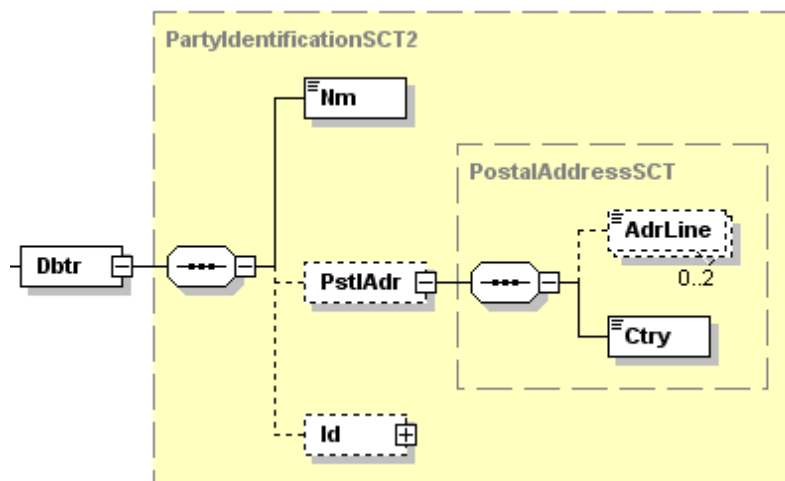 PartyIdentificationSCT2
Nm
PostalAddressSCT
AdrLine
0..2
Dbtr
PstlAdr
Ctry
Id